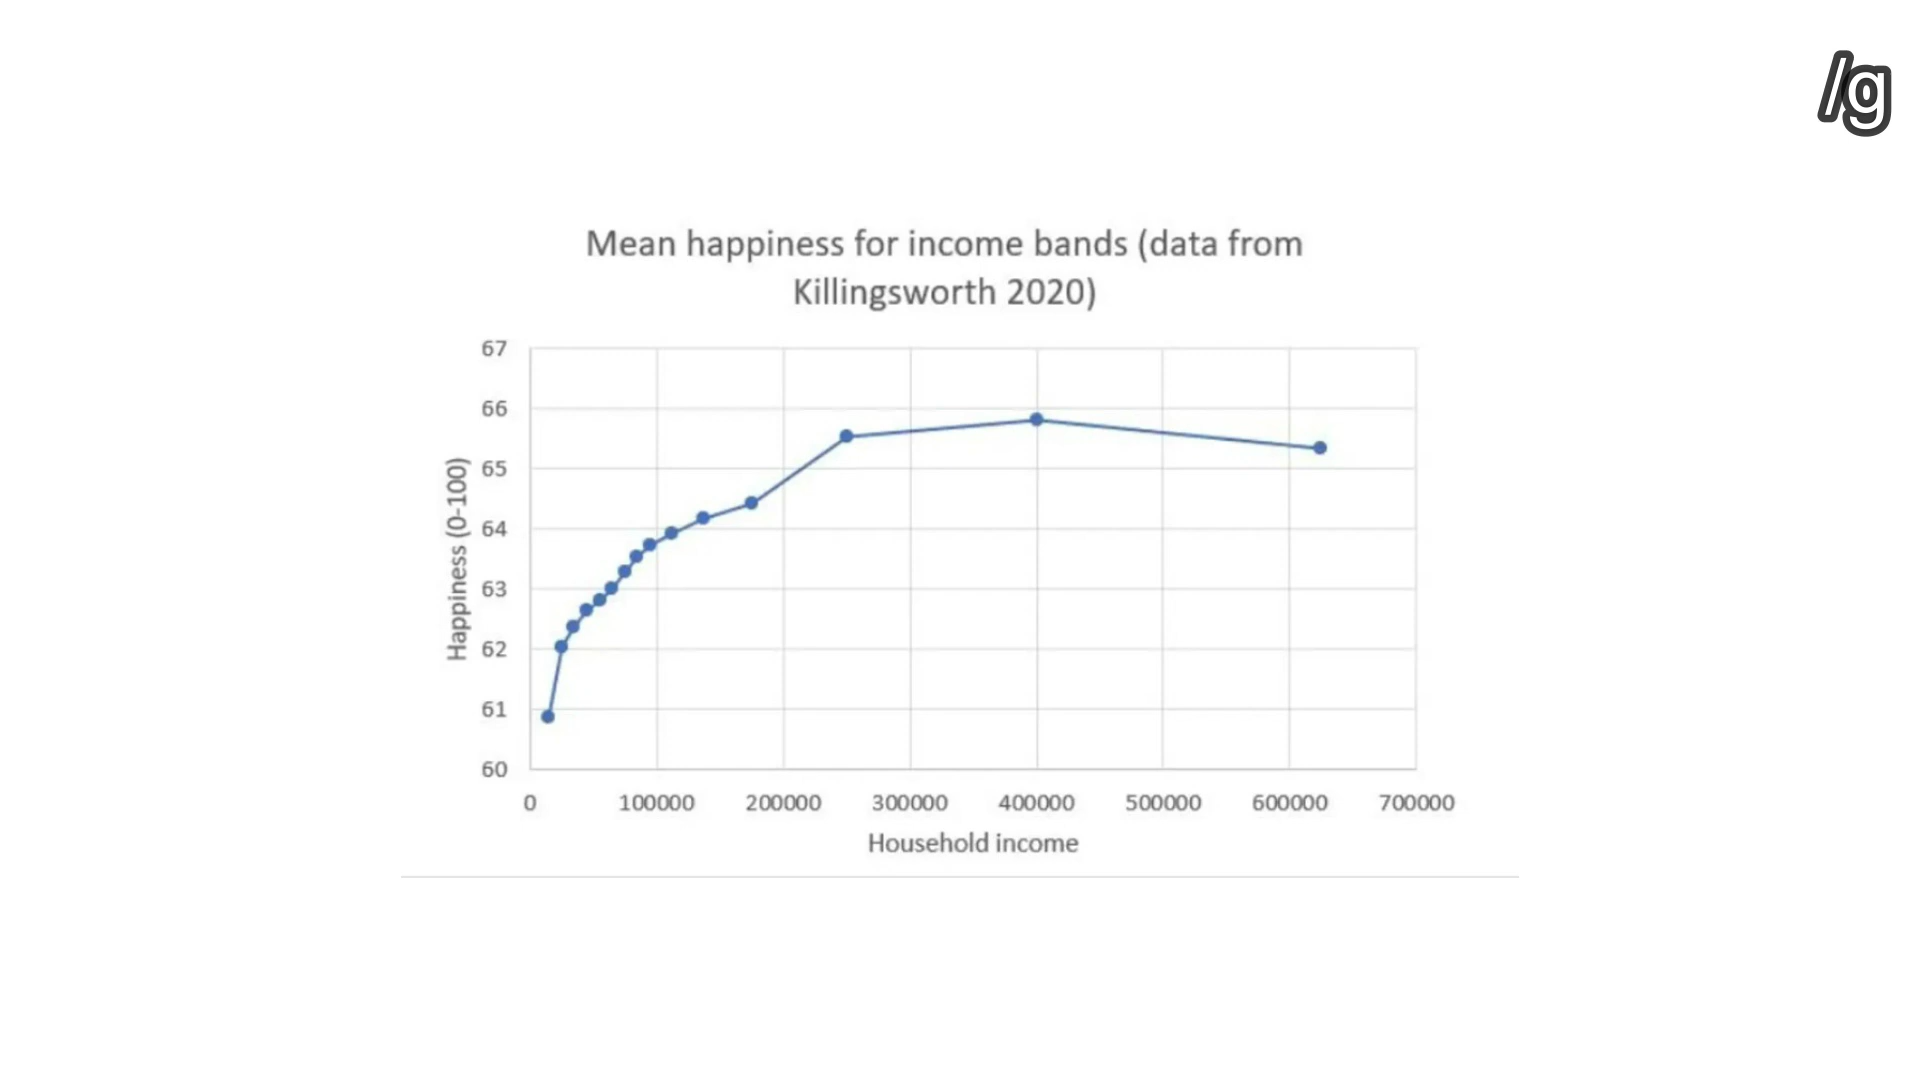 /g
Mean happiness for income bands (data from
Killingsworth 2020)
67
66
65
64
63
62
61
60
Happiness (0-100)
0 100000 200000 300000 400000 500000 600000 700000
Household income